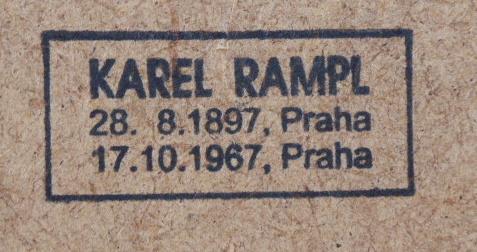 KAREL RAMPL
28. 8.1897, Praha
17.10.1967, Praha